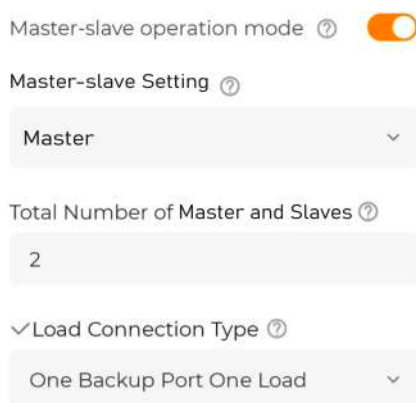 Master-slave operation mode
Master-slave Setting
Master
Total Number of Master and Slaves
2
Load Connection Type
One Backup Port One Load